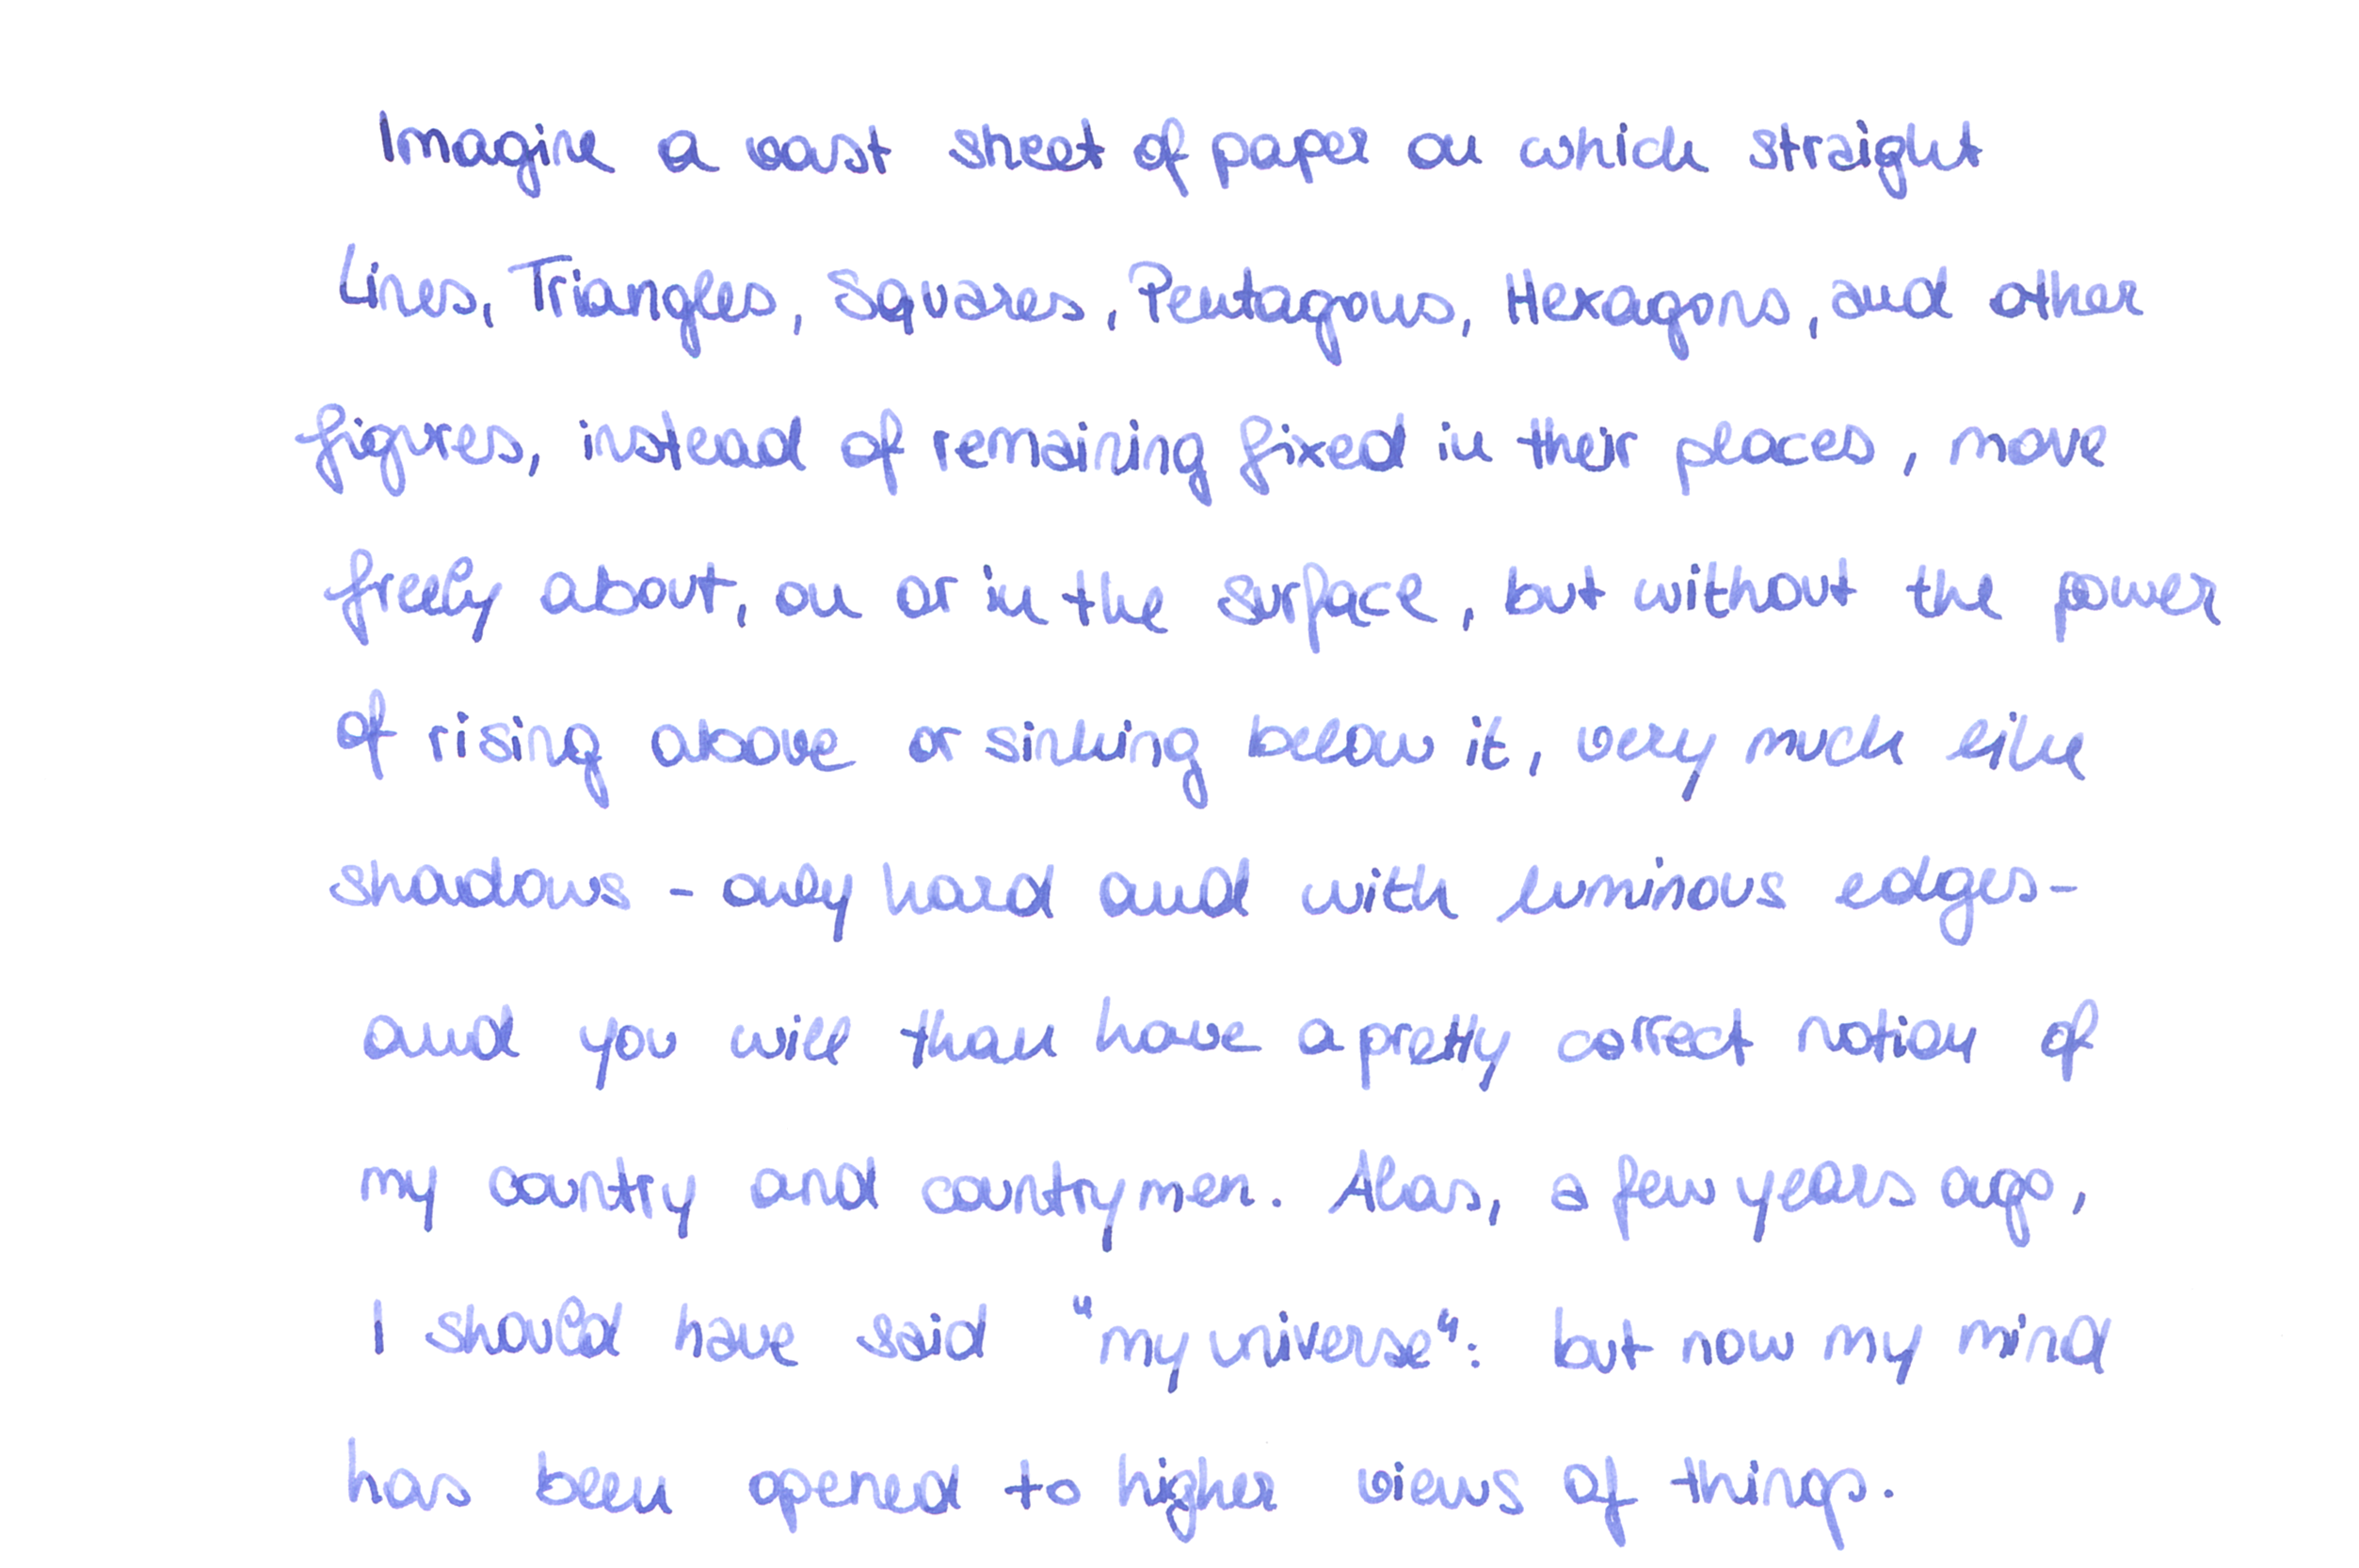 Imagine a vast sheet of paper on which straight
Lines, Triangles, Squares, Pentagons, Hexagons, and other
figures, instead of remaining fixed in their places, move
freely about, on or in the surface, but without the power
of rising above or sinking below it, very much like
shadows - only hard and with luminous edges-
and you will than have a pretty correct notion of
my country and countrymen. Alas, a few years ago,
I should have said "my universe": but now my mind
has been opened to higher views of things.